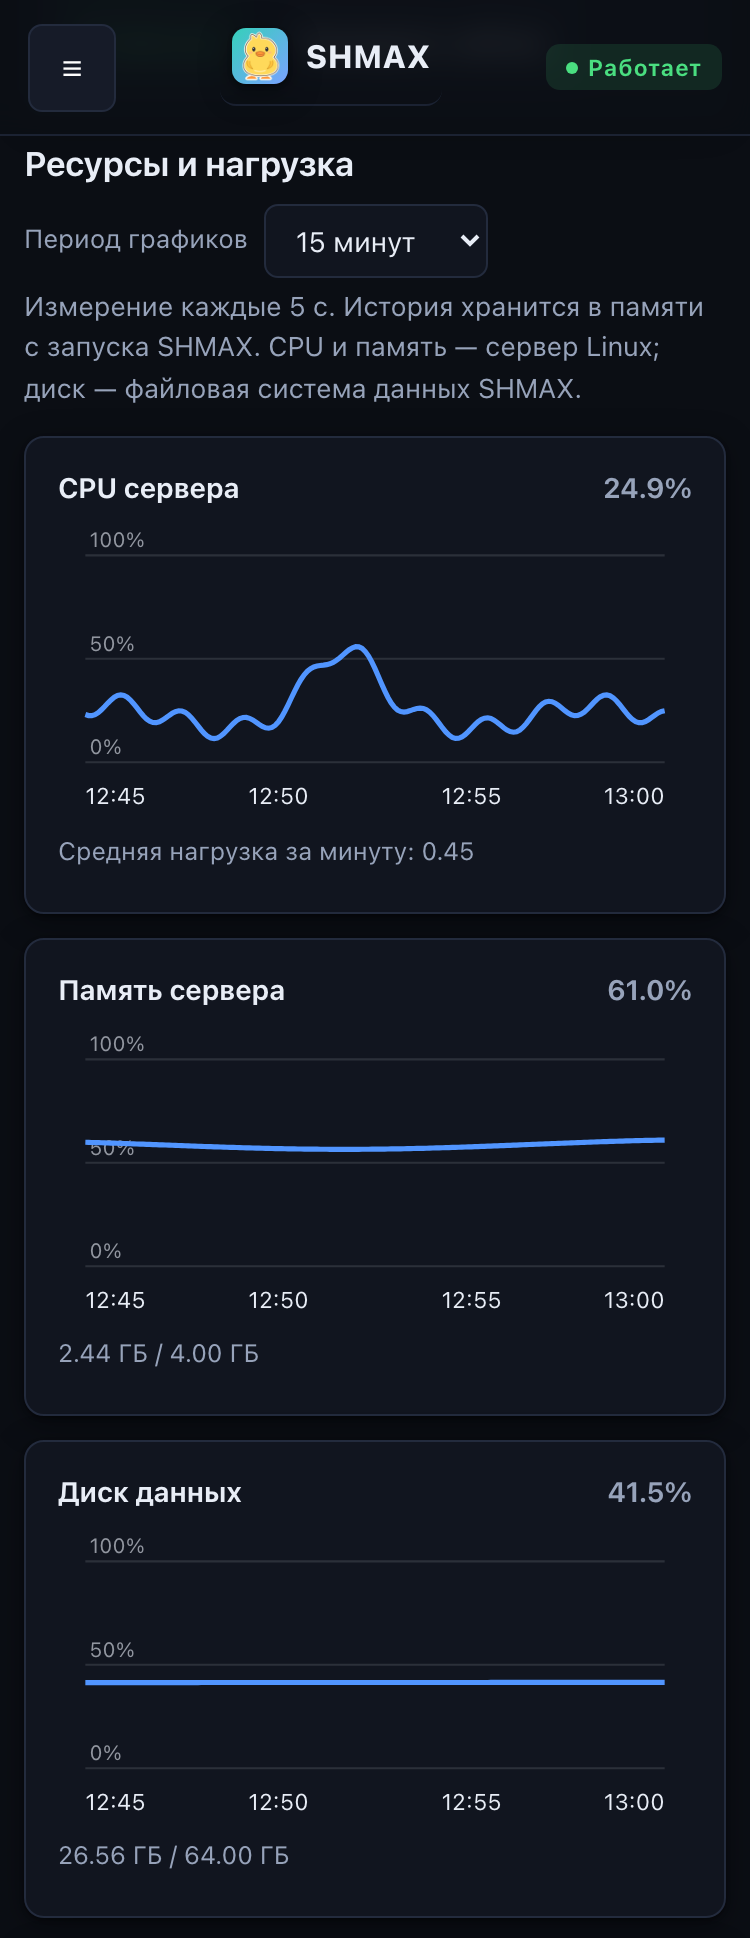 SHMAX
Работает
Ресурсы и нагрузка
Период графиков
15 минут
Измерение каждые 5 с. История хранится в памяти
с запуска SHMAX. CPU и память — сервер Linux;
диск — файловая система данных SHMAX.
CPU сервера
24.9%
100%
50%
0%
12:45 12:50 12:55 13:00
Средняя нагрузка за минуту: 0.45
Память сервера
61.0%
100%
50%
0%
12:45 12:50 12:55 13:00
2.44 ГБ / 4.00 ГБ
Диск данных
41.5%
100%
50%
0%
12:45 12:50 12:55 13:00
26.56 ГБ / 64.00 ГБ